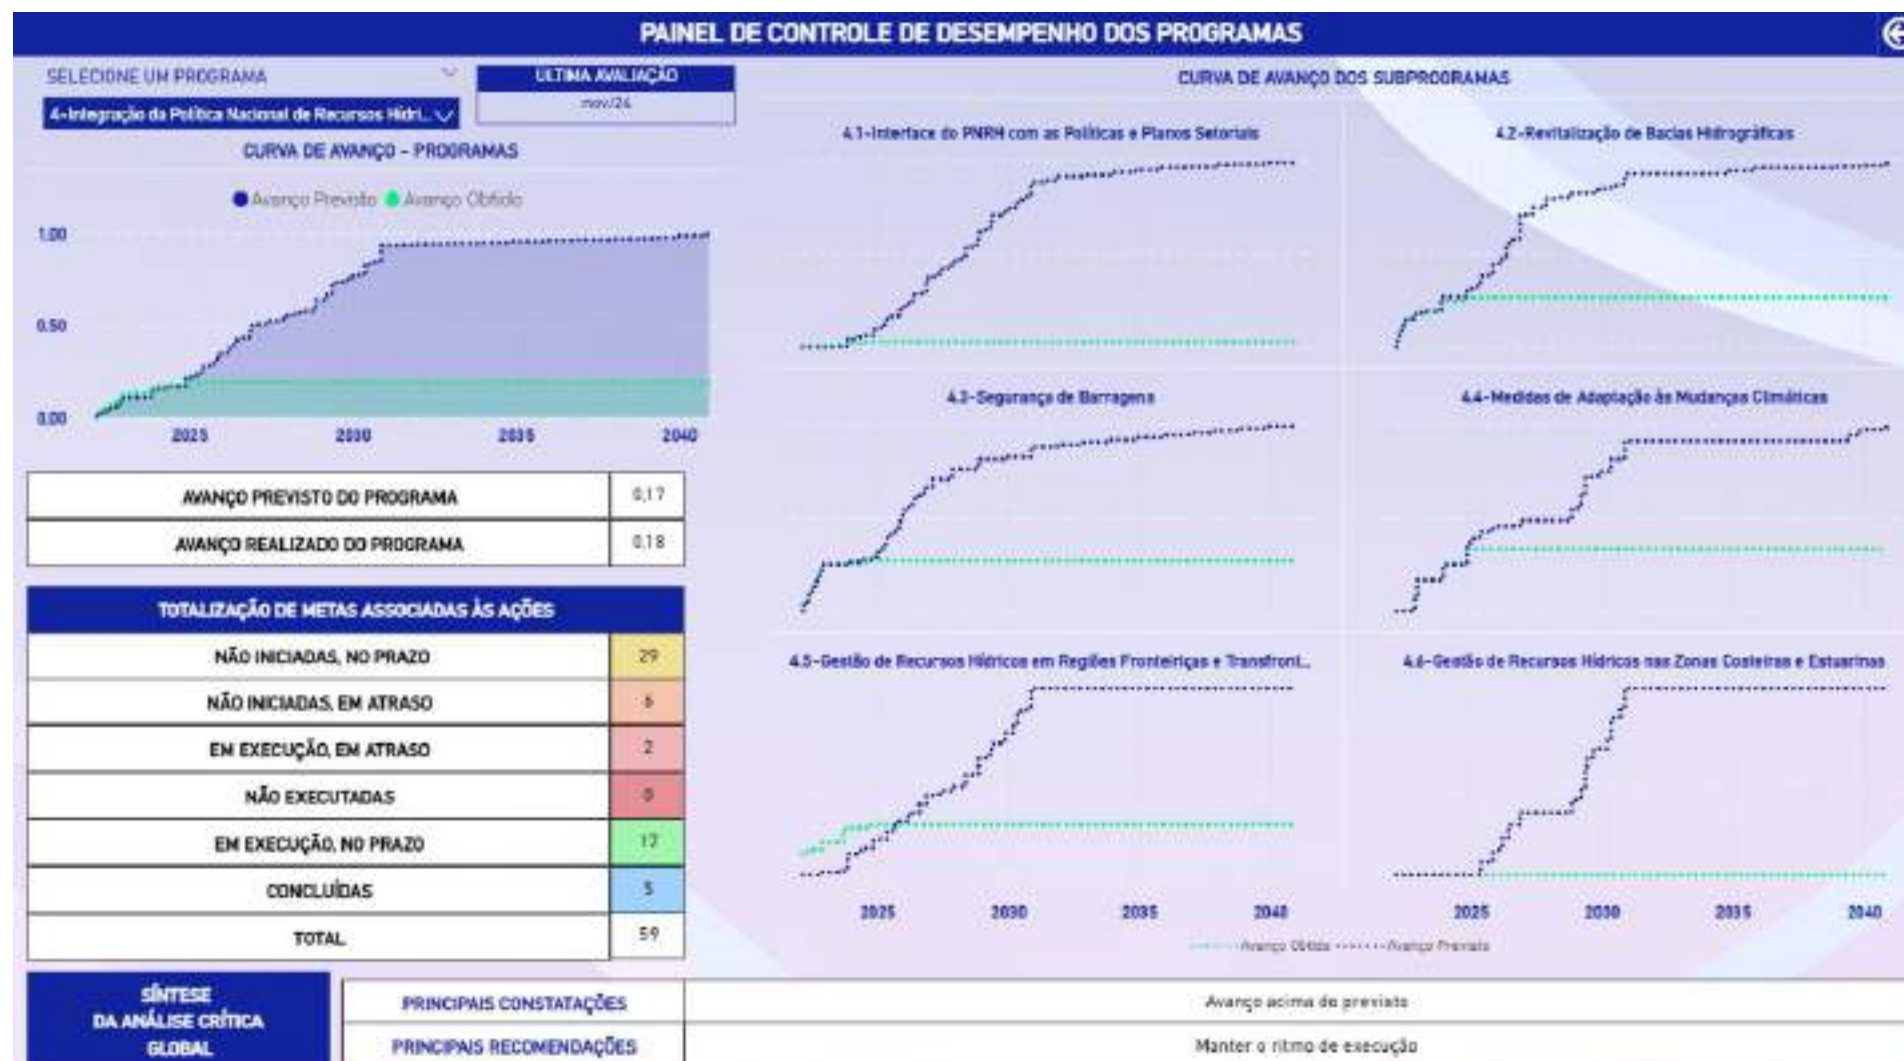 PAINEL DE CONTROLE DE DESEMPENHO DOS PROGRAMAS
SELECIONE UM PROGRAMA
4-Integração da Política Nacional de Recursos Hídri...
ULTIMA AVALIAÇÃO
nov/24
CURVA DE AVANÇO - PROGRAMAS
Avanço Previsto Avanço Obtido
1.00
0.50
0.00
2025 2030 2035 2040
AVANÇO PREVISTO DO PROGRAMA 0,17
AVANÇO REALIZADO DO PROGRAMA 0,18
TOTALIZAÇÃO DE METAS ASSOCIADAS ÀS AÇÕES
NÃO INICIADAS, NO PRAZO 29
NÃO INICIADAS, EM ATRASO 6
EM EXECUÇÃO, EM ATRASO 2
NÃO EXECUTADAS 0
EM EXECUÇÃO, NO PRAZO 17
CONCLUÍDAS 5
TOTAL 59
CURVA DE AVANÇO DOS SUBPROGRAMAS
4.1-Interface do PNRH com as Políticas e Planos Setoriais
4.2-Revitalização de Bacias Hidrográficas
4.3-Segurança de Barragens
4.4-Medidas de Adaptação às Mudanças Climáticas
4.5-Gestão de Recursos Hídricos em Regiões Fronteiriças e Transfront...
4.6-Gestão de Recursos Hídricos nas Zonas Costeiras e Estuarinas
2025 2030 2035 2040
2025 2030 2035 2040
Avanço Obtido Avanço Previsto
SÍNTESE
DA ANÁLISE CRÍTICA
GLOBAL
PRINCIPAIS CONSTATAÇÕES Avanço acima do previsto
PRINCIPAIS RECOMENDAÇÕES Manter o ritmo de execução